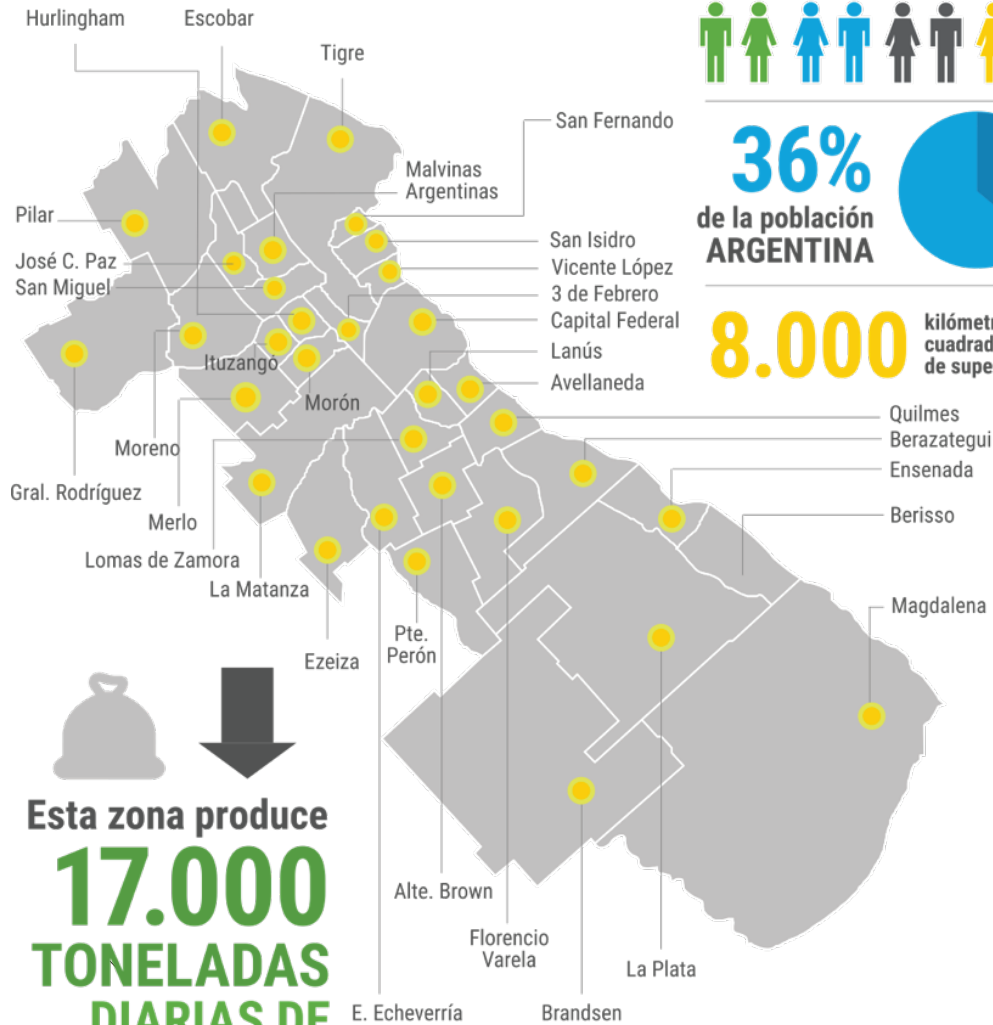 Hurlingham
Escobar
Tigre
San Fernando
Malvinas
Argentinas
Pilar
José C. Paz
San Miguel
San Isidro
Vicente López
3 de Febrero
Capital Federal
Lanús
Avellaneda
Ituzangó
Morón
Quilmes
Berazategui
Ensenada
Berisso
Moreno
Gral. Rodríguez
Merlo
Lomas de Zamora
La Matanza
Magdalena
Pte.
Perón
Ezeiza
Alte. Brown
Florencio
Varela
La Plata
E. Echeverría
Brandsen
36%
de la población
ARGENTINA
8.000
de
Esta zona produce
17.000
TONELADAS
DIARIAS DE